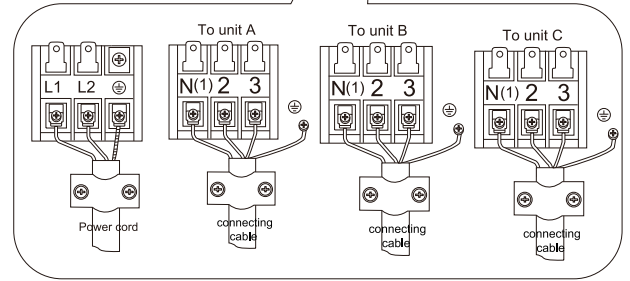 To unit A
To unit B
To unit C
L1 L2
N(1) 2 3
N(1) 2 3
N(1) 2 3
Power cord
connecting
cable
connecting
cable
connecting
cable